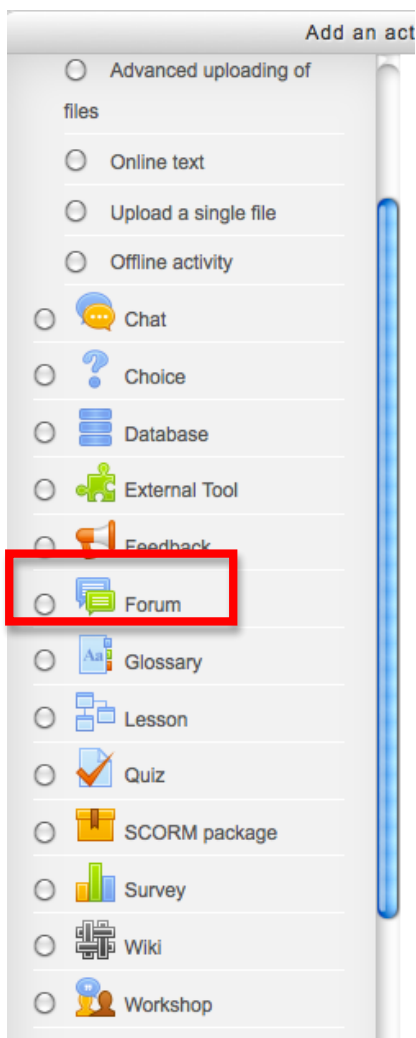 Add an act
Advanced uploading of
files
Online text
Upload a single file
Offline activity
Chat
Choice
Database
External Tool
Feedback
Forum
Aa Glossary
Lesson
Quiz
SCORM package
Survey
Wiki
Workshop